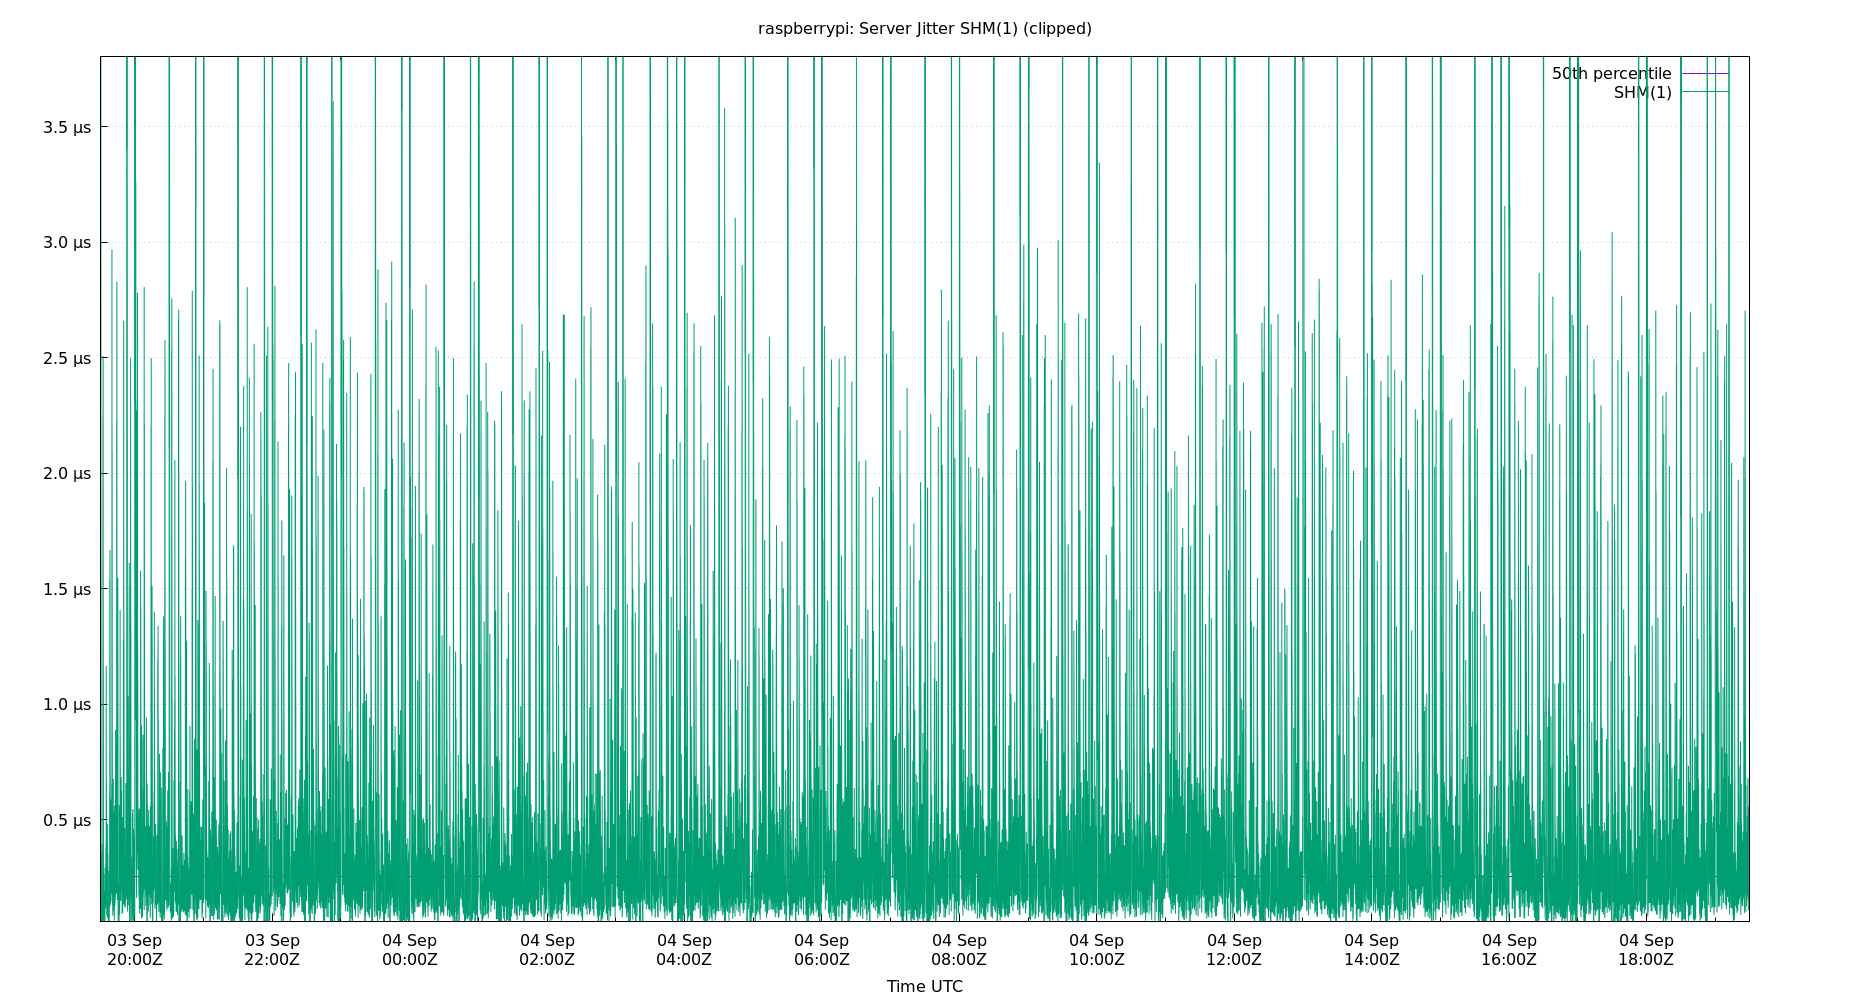 raspberrypi: Server Jitter SHM(1) (clipped)
50th percentile
SHM(1)
3.5 µs
3.0 µs
2.5 µs
2.0 µs
1.5 µs
1.0 µs
0.5 µs
03 Sep 03 Sep 04 Sep 04 Sep 04 Sep 04 Sep 04 Sep 04 Sep 04 Sep 04 Sep 04 Sep 04 Sep
20:00Z 22:00Z 00:00Z 02:00Z 04:00Z 06:00Z 08:00Z 10:00Z 12:00Z 14:00Z 16:00Z 18:00Z
Time UTC